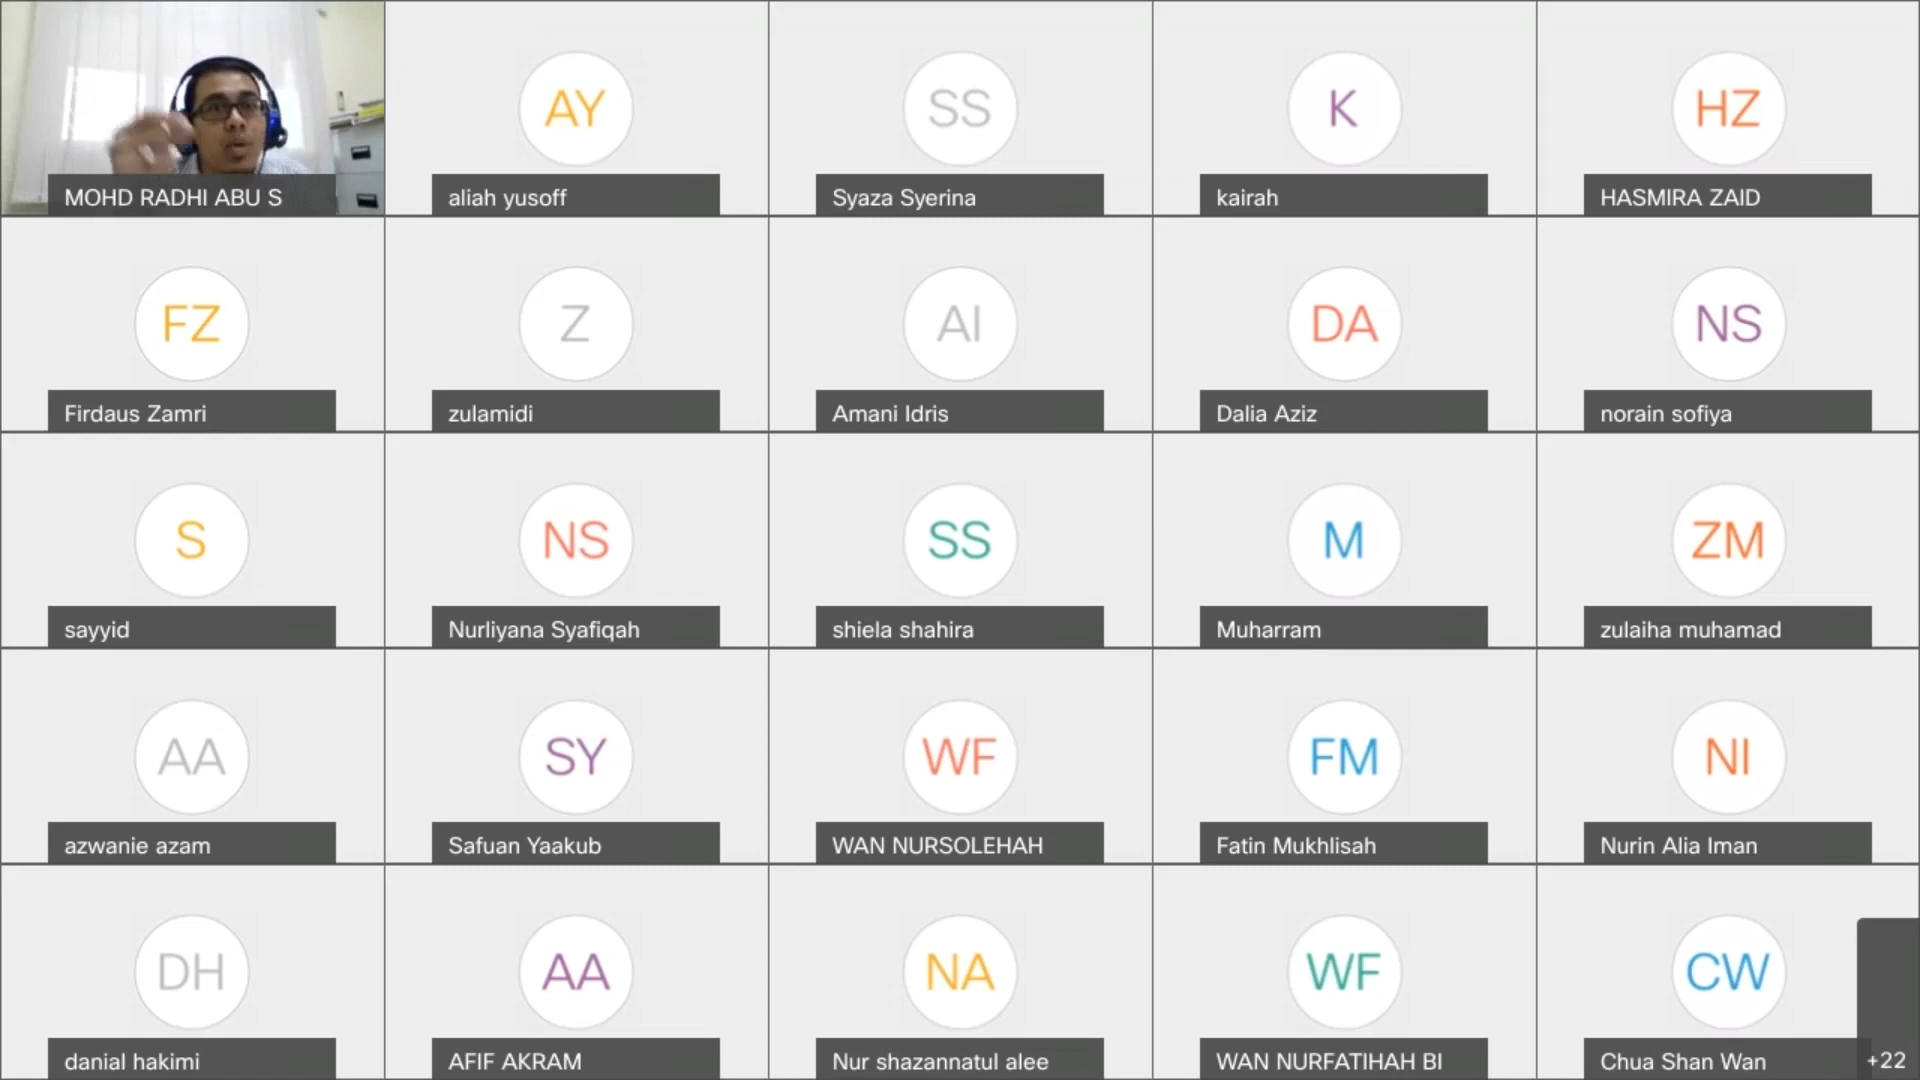 MOHD RADHI ABU S
AY
aliah yusoff
SS
Syaza Syerina
K
kairah
HZ
HASMIRA ZAID
FZ
Firdaus Zamri
Z
zulamidi
AI
Amani Idris
DA
Dalia Aziz
NS
norain sofiya
S
sayyid
NS
Nurliyana Syafiqah
SS
shiela shahira
M
Muharram
ZM
zulaiha muhamad
AA
azwanie azam
SY
Safuan Yaakub
WF
WAN NURSOLEHAH
FM
Fatin Mukhlisah
NI
Nurin Alia Iman
DH
danial hakimi
AA
AFIF AKRAM
NA
Nur shazannatul alee
WF
WAN NURFATIHAH BI
CW
Chua Shan Wan
+22